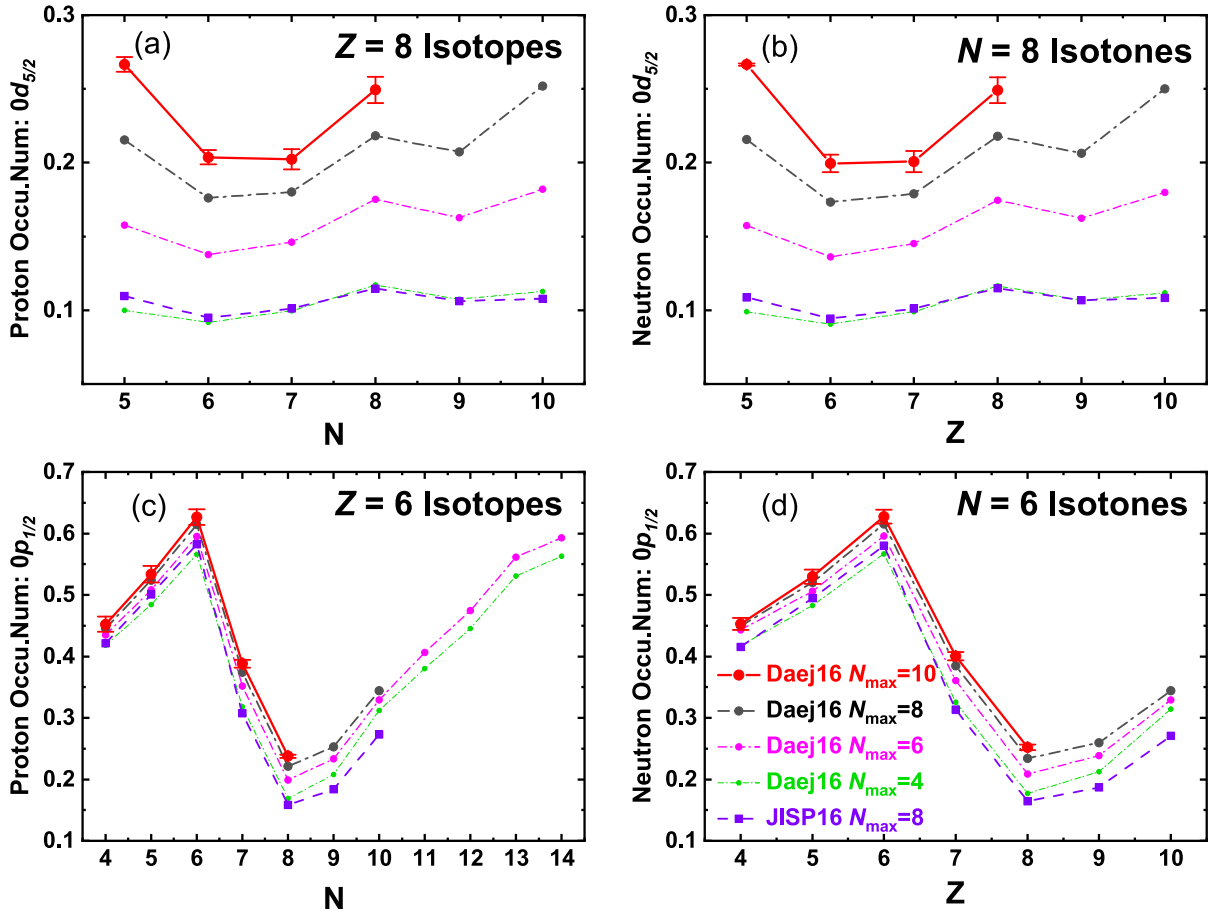 (a) Z = 8 Isotopes
Proton Occu.Num: 0d5/2
0.3
0.2
0.1
5 6 7 8 9 10
N
(b) N = 8 Isotones
Neutron Occu.Num: 0d5/2
0.3
0.2
0.1
5 6 7 8 9 10
Z
(c) Z = 6 Isotopes
Proton Occu.Num: 0p1/2
0.7
0.6
0.5
0.4
0.3
0.2
0.1
4 5 6 7 8 9 10 11 12 13 14
N
(d) N = 6 Isotones
Neutron Occu.Num: 0p1/2
0.7
0.6
0.5
0.4
0.3
0.2
0.1
Daej16 Nmax=10
Daej16 Nmax=8
Daej16 Nmax=6
Daej16 Nmax=4
JISP16 Nmax=8
4 5 6 7 8 9 10
Z